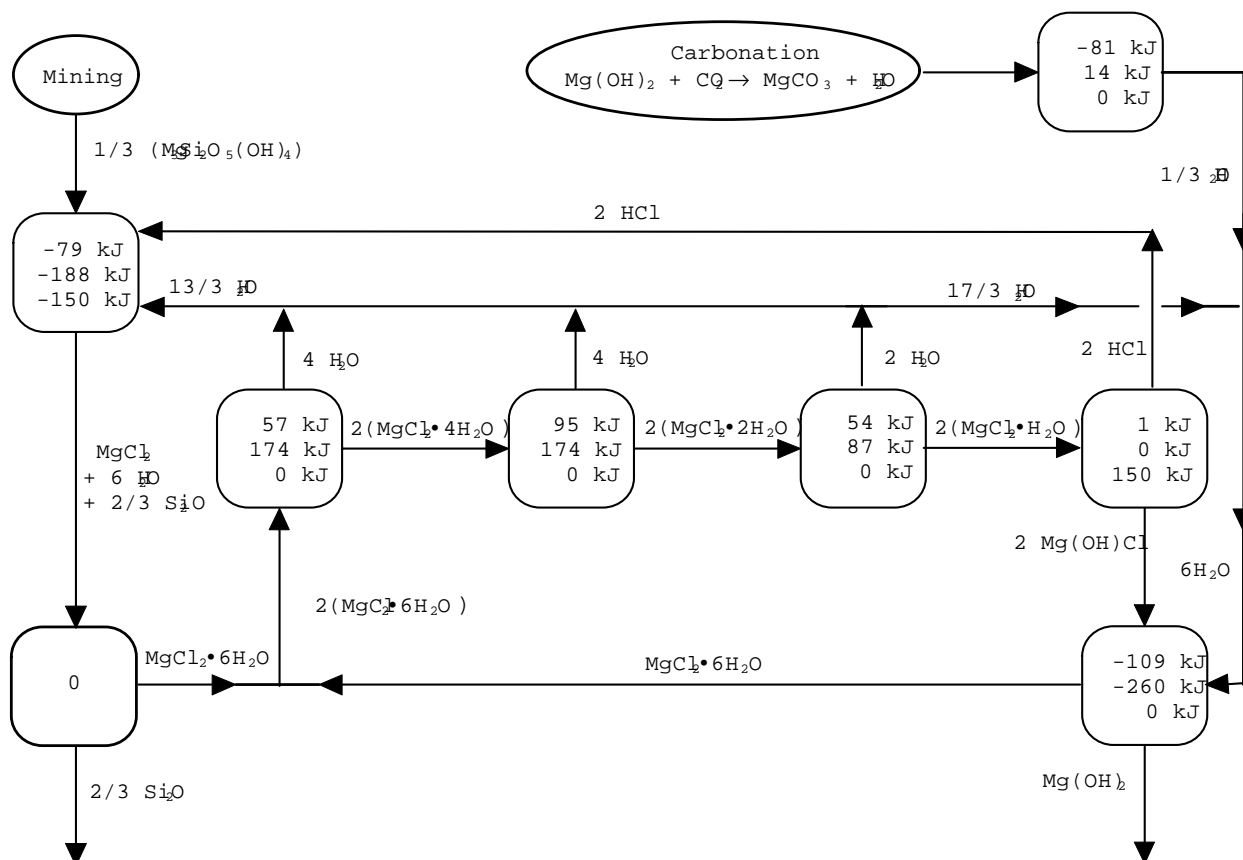 Carbonation
Mg(OH)₂ + CO₂ → MgCO₃ + H₂O
-81 kJ
14 kJ
0 kJ
Mining
1/3 (Mg₃Si₂O₅(OH)₄)
1/3 H₂O
2 HCl
-79 kJ
-188 kJ
-150 kJ
13/3 H₂O
17/3 H₂O
4 H₂O
4 H₂O
2 H₂O
2 HCl
57 kJ
174 kJ
0 kJ
2(MgCl₂•4H₂O)
95 kJ
174 kJ
0 kJ
2(MgCl₂•2H₂O)
54 kJ
87 kJ
0 kJ
2(MgCl₂•H₂O)
1 kJ
0 kJ
150 kJ
MgCl₂
+ 6 H₂O
+ 2/3 SiO₂
2 Mg(OH)Cl
6H₂O
2(MgCl₂•6H₂O)
0
MgCl₂•6H₂O
MgCl₂•6H₂O
-109 kJ
-260 kJ
0 kJ
2/3 SiO₂
Mg(OH)₂